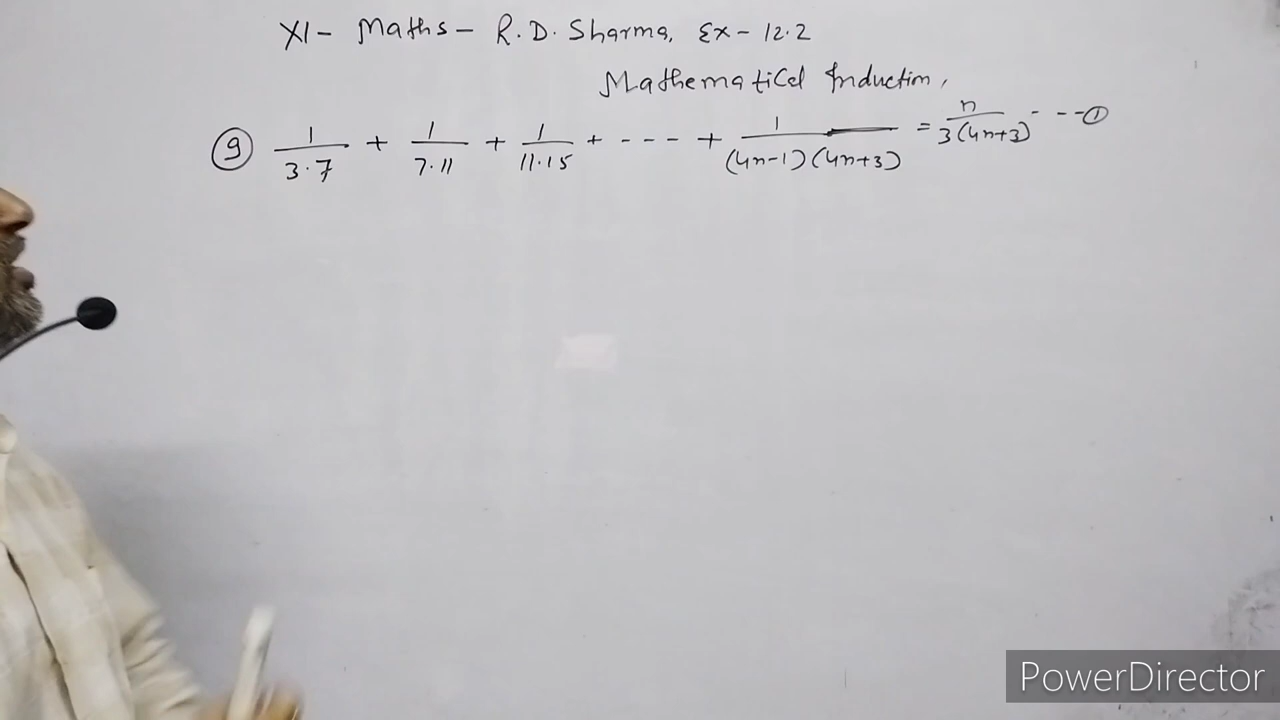 XI - Maths - R.D. Sharma, Ex - 12.2
Mathematical Induction,
9 1/3.7 + 1/7.11 + 1/11.15 + ---- + 1/(4n-1)(4n+3) = n/3(4n+3) ---- 1
PowerDirector